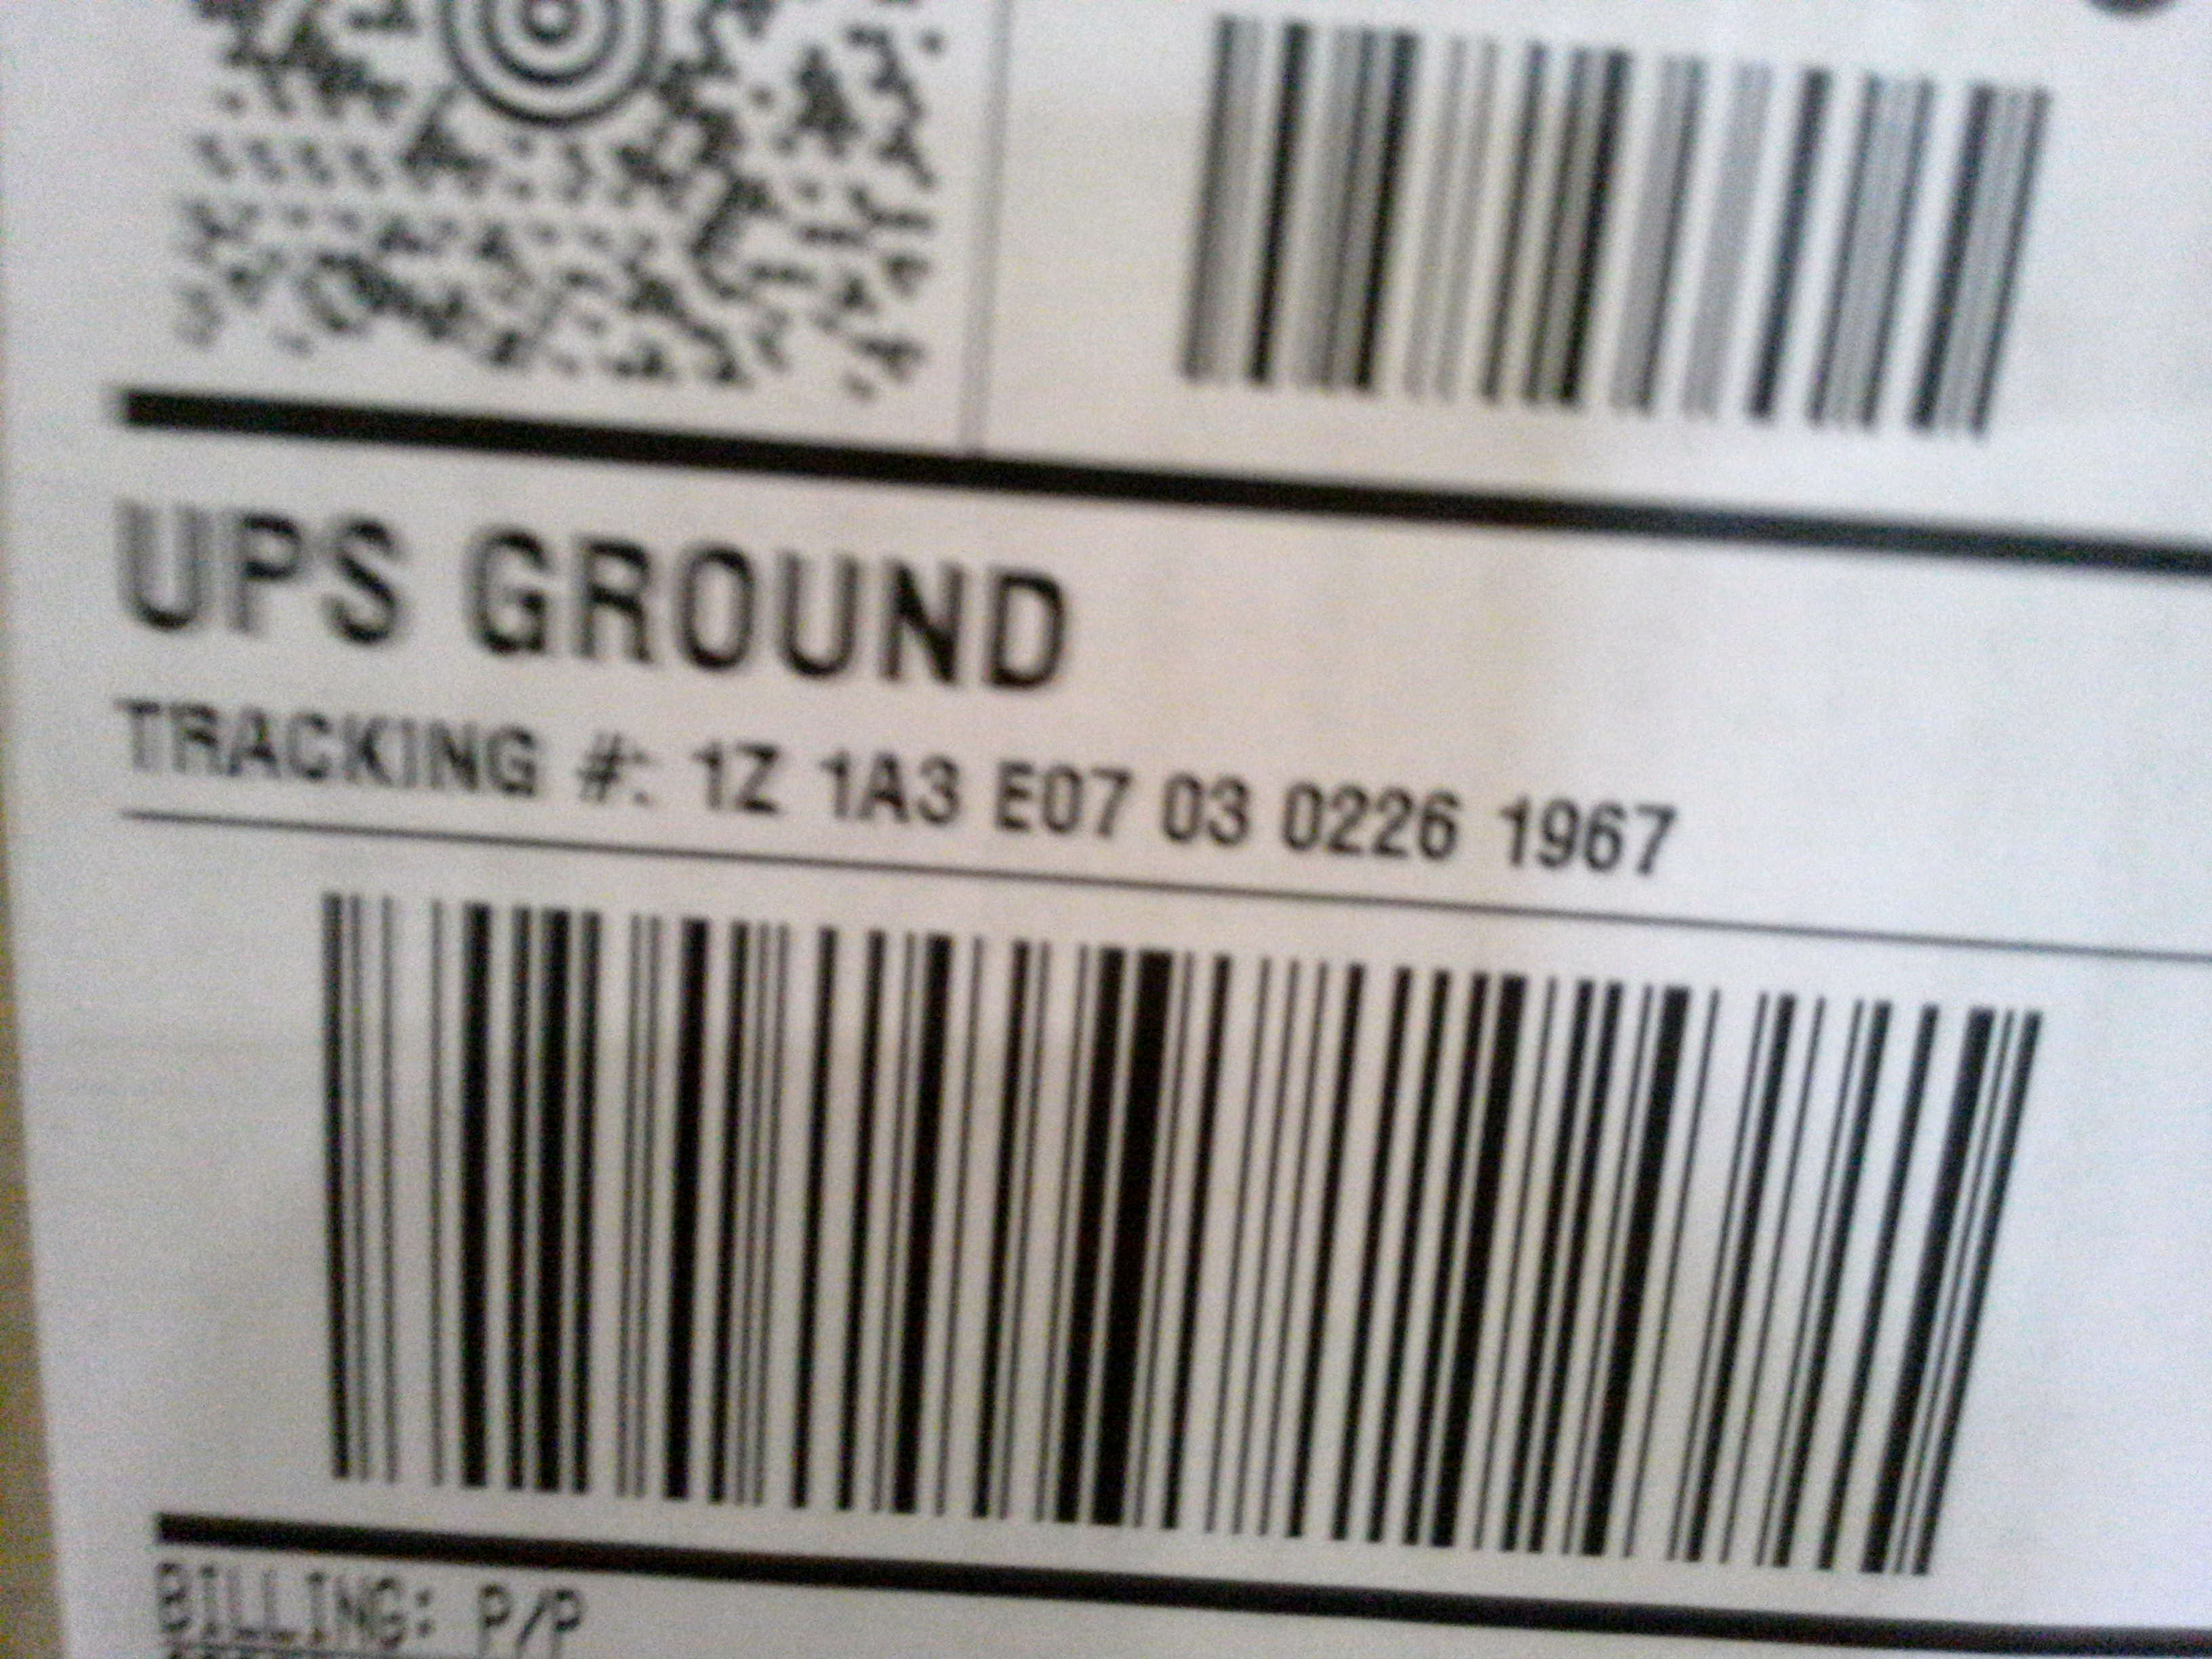 UPS GROUND
TRACKING #: 1Z 1A3 E07 03 0226 1967
BILLING: P/P